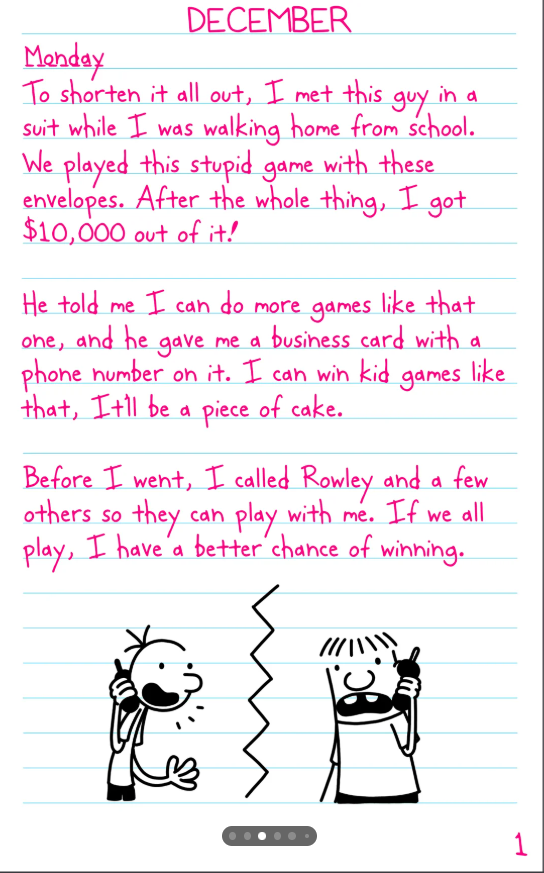 DECEMBER
Monday
To shorten it all out, I met this guy in a
suit while I was walking home from school.
We played this stupid game with these
envelopes. After the whole thing, I got
$10,000 out of it!
He told me I can do more games like that
one, and he gave me a business card with a
phone number on it. I can win kid games like
that, It'll be a piece of cake.
Before I went, I called Rowley and a few
others so they can play with me. If we all
play, I have a better chance of winning.
1